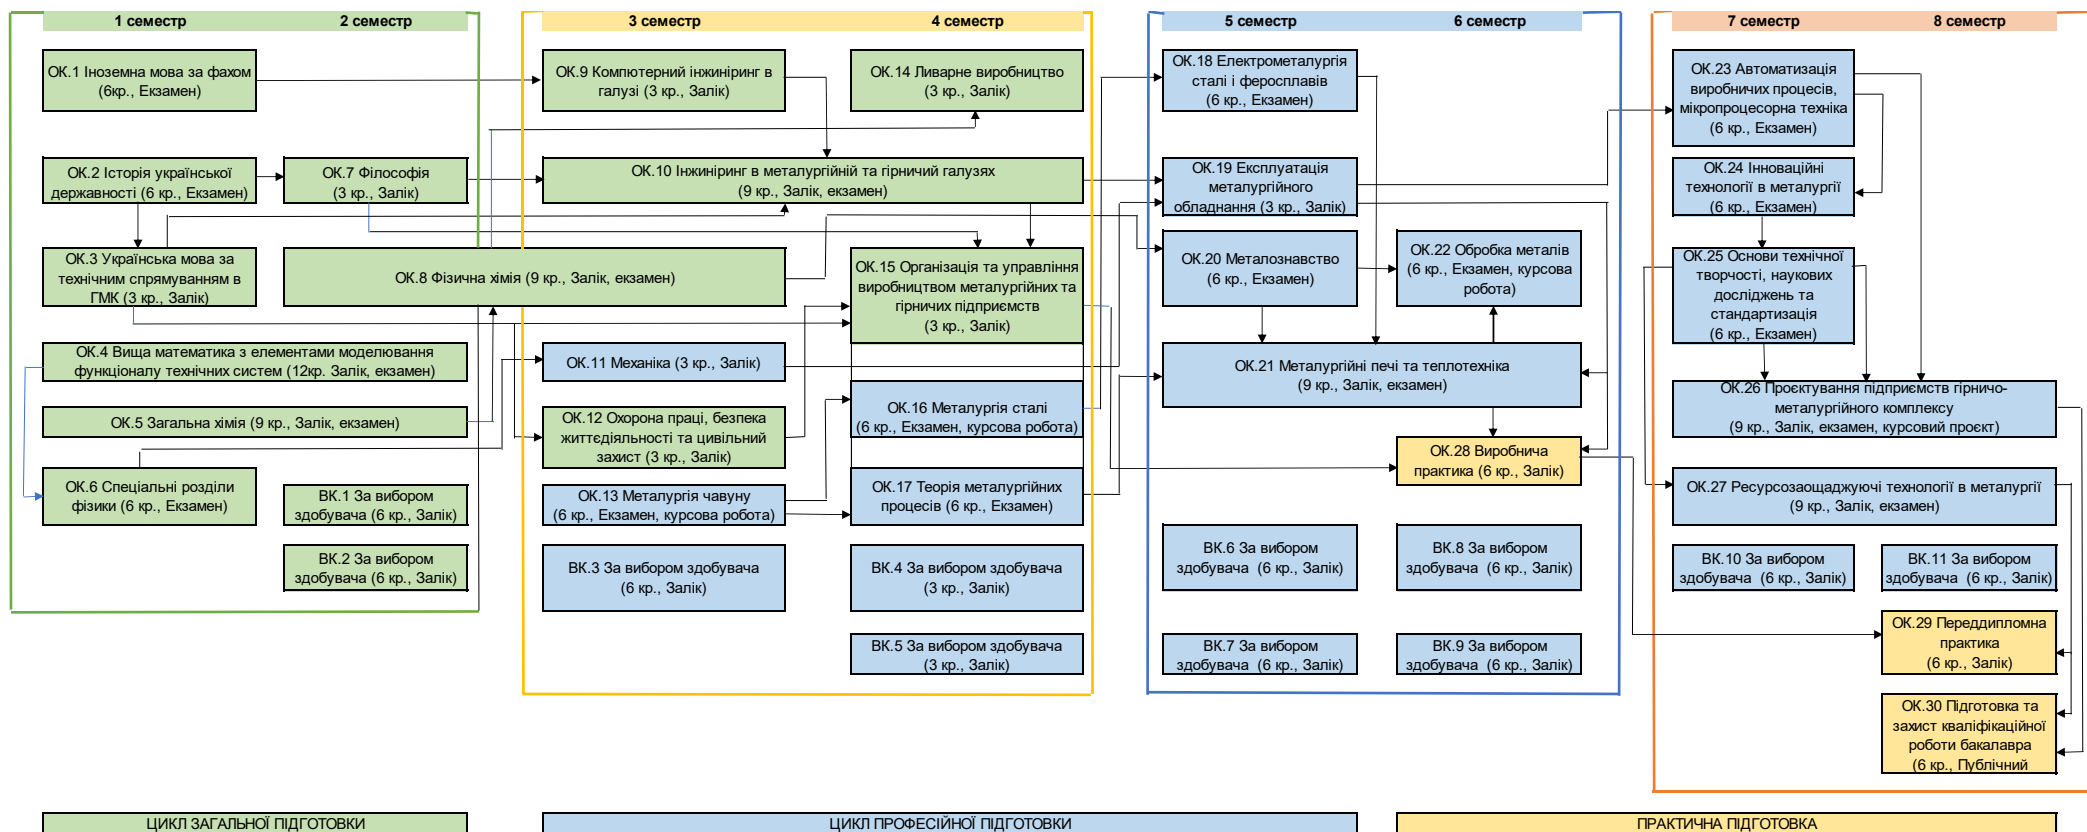 1 семестр
2 семестр
3 семестр
4 семестр
5 семестр
6 семестр
7 семестр
8 семестр
ОК.1 Іноземна мова за фахом
(6кр., Екзамен)
ОК.9 Компютерний інжиніринг в
галузі (3 кр., Залік)
ОК.14 Ливарне виробництво
(3 кр., Залік)
ОК.18 Електрометалургія
сталі і феросплавів
(6 кр., Екзамен)
ОК.23 Автоматизація
виробничих процесів,
мікропроцесорна техніка
(6 кр., Екзамен)
ОК.2 Історія української
державності (6 кр., Екзамен)
ОК.7 Філософія
(3 кр., Залік)
ОК.10 Інжиніринг в металургійній та гірничий галузях
(9 кр., Залік, екзамен)
ОК.19 Експлуатація
металургійного
обладнання (3 кр., Залік)
ОК.24 Інноваційні
технології в металургії
(6 кр., Екзамен)
ОК.3 Українська мова за
технічним спрямуванням в
ГМК (3 кр., Залік)
ОК.8 Фізична хімія (9 кр., Залік, екзамен)
ОК.15 Організація та управління
виробництвом металургійних та
гірничих підприємств
(3 кр., Залік)
ОК.20 Металознавство
(6 кр., Екзамен)
ОК.22 Обробка металів
(6 кр., Екзамен, курсова
робота)
ОК.25 Основи технічної
творчості, наукових
досліджень та
стандартизація
(6 кр., Екзамен)
ОК.4 Вища математика з елементами моделювання
функціоналу технічних систем (12кр. Залік, екзамен)
ОК.11 Механіка (3 кр., Залік)
ОК.21 Металургійні печі та теплотехніка
(9 кр., Залік, екзамен)
ОК.5 Загальна хімія (9 кр., Залік, екзамен)
ОК.12 Охорона праці, безпека
життєдіяльності та цивільний
захист (3 кр., Залік)
ОК.16 Металургія сталі
(6 кр., Екзамен, курсова робота)
ОК.26 Проєктування підприємств гірничо-
металургійного комплексу
(9 кр., Залік, екзамен, курсовий проєкт)
ОК.28 Виробнича
практика (6 кр., Залік)
ОК.6 Спеціальні розділи
фізики (6 кр., Екзамен)
ВК.1 За вибором
здобувача (6 кр., Залік)
ОК.13 Металургія чавуну
(6 кр., Екзамен, курсова робота)
ОК.17 Теорія металургійних
процесів (6 кр., Екзамен)
ОК.27 Ресурсозаощаджуючі технології в металургії
(9 кр., Залік, екзамен)
ВК.2 За вибором
здобувача (6 кр., Залік)
ВК.3 За вибором здобувача
(6 кр., Залік)
ВК.4 За вибором здобувача
(3 кр., Залік)
ВК.6 За вибором
здобувача (6 кр., Залік)
ВК.8 За вибором
здобувача (6 кр., Залік)
ВК.10 За вибором
здобувача (6 кр., Залік)
ВК.11 За вибором
здобувача (6 кр., Залік)
ВК.5 За вибором здобувача
(3 кр., Залік)
ВК.7 За вибором
здобувача (6 кр., Залік)
ВК.9 За вибором
здобувача (6 кр., Залік)
ОК.29 Переддипломна
практика
(6 кр., Залік)
ОК.30 Підготовка та
захист кваліфікаційної
роботи бакалавра
(6 кр., Публічний
ЦИКЛ ЗАГАЛЬНОЇ ПІДГОТОВКИ
ЦИКЛ ПРОФЕСІЙНОЇ ПІДГОТОВКИ
ПРАКТИЧНА ПІДГОТОВКА